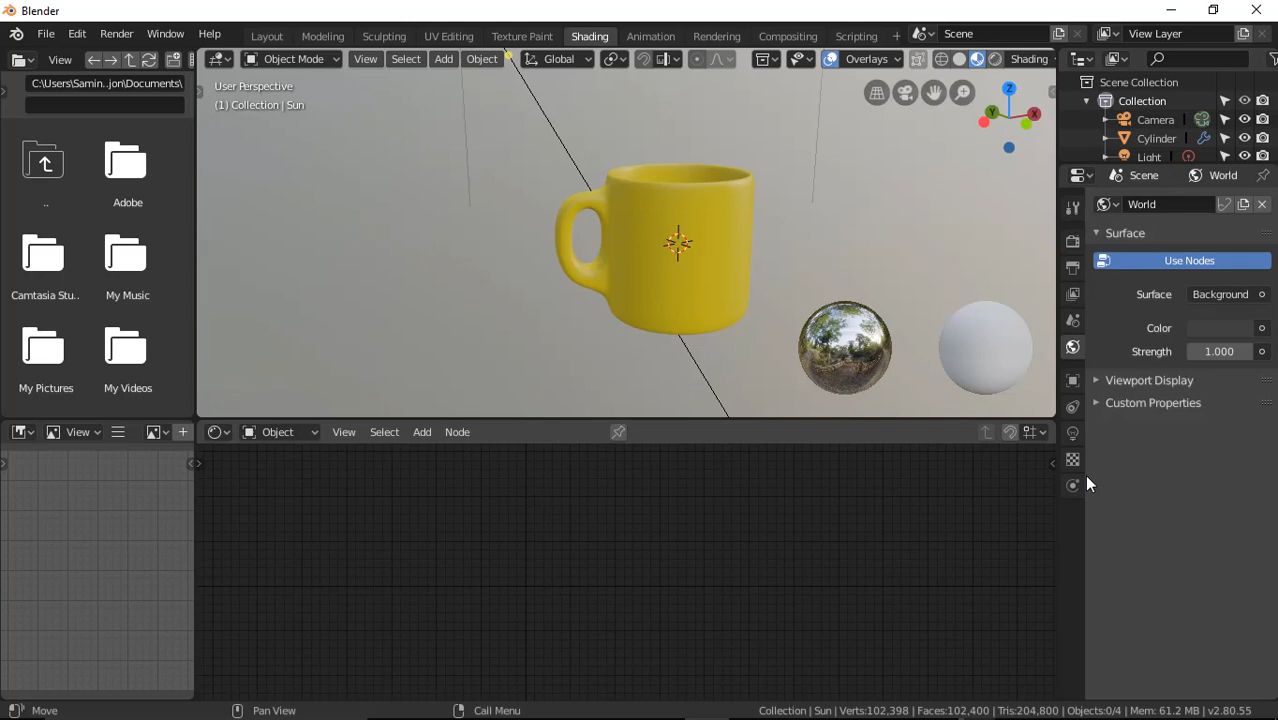 Blender
File Edit Render Window Help
Layout Modeling Sculpting UV Editing Texture Paint Shading Animation Rendering Compositing Scripting +
Scene
View Layer
View
Object Mode View Select Add Object Global Overlays Shading
C:\Users\Samin..jon\Documents\
User Perspective
(1) Collection | Sun
Z
Y
X
..
Adobe
Camtasia Stu..
My Music
My Pictures
My Videos
Scene Collection
Collection
Camera
Cylinder
Light
Scene World
World
Surface
Use Nodes
Surface Background
Color
Strength 1.000
Viewport Display
Custom Properties
View
Object View Select Add Node
Move Pan View Call Menu
Collection | Sun | Verts:102,398 | Faces:102,400 | Tris:204,800 | Objects:0/4 | Mem: 61.2 MB | v2.80.55